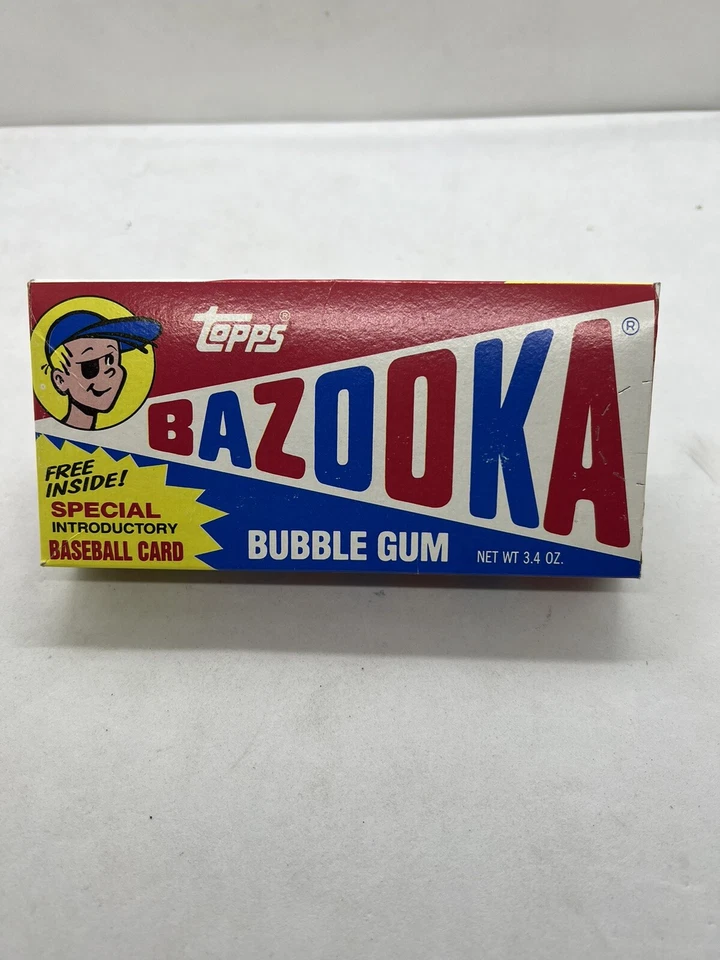 topps®
BAZOOKA®
FREE
INSIDE!
SPECIAL
INTRODUCTORY
BASEBALL CARD
BUBBLE GUM
NET WT 3.4 OZ.